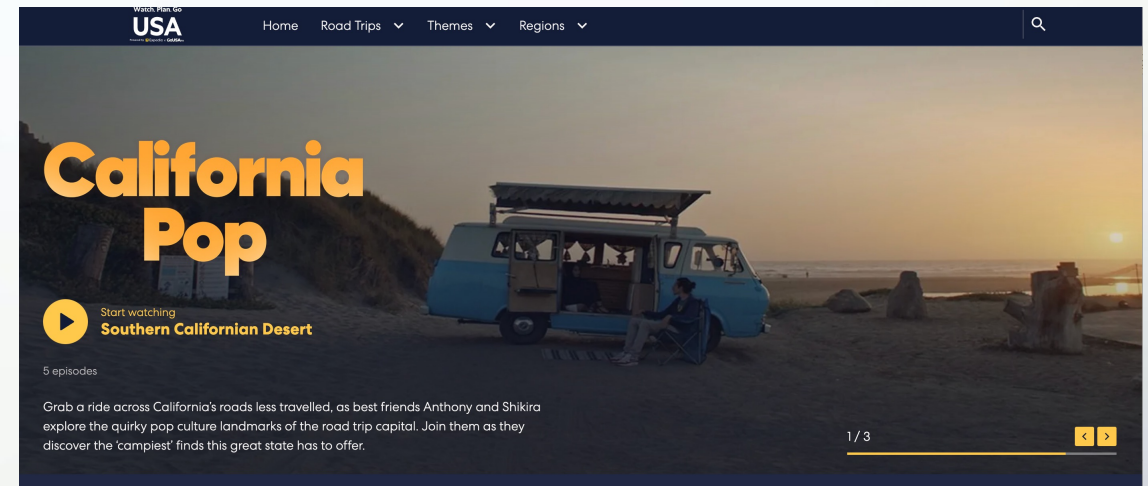 Watch. Plan. Go
USA
Home Road Trips Themes Regions
California
Pop
Start watching
Southern Californian Desert
5 episodes
Grab a ride across California's roads less travelled, as best friends Anthony and Shikira
explore the quirky pop culture landmarks of the road trip capital. Join them as they
discover the 'campiest' finds this great state has to offer.
1 / 3